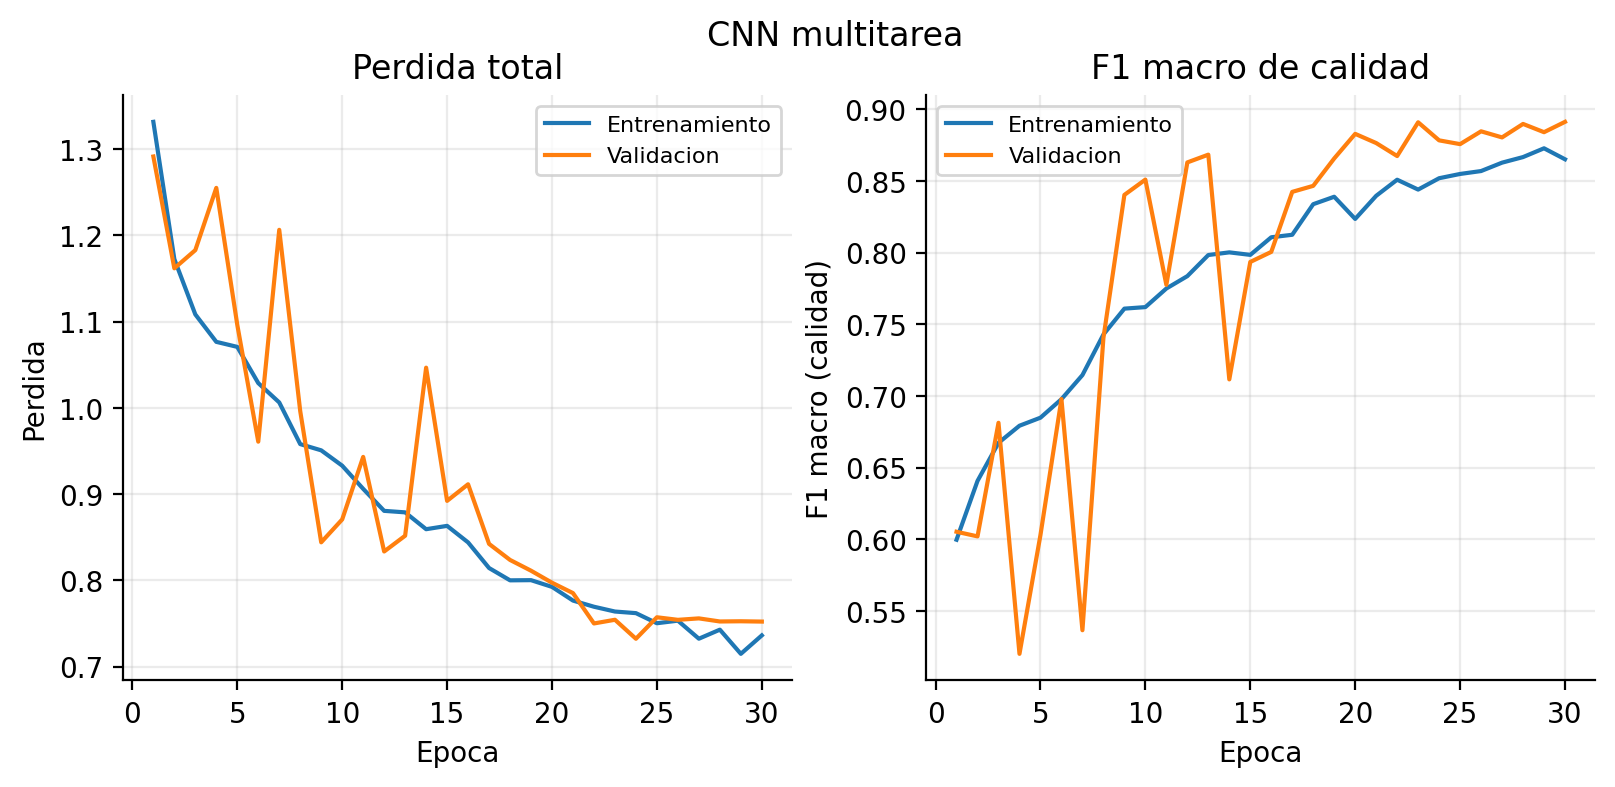 CNN multitarea
Perdida total
Perdida
1.3
1.2
1.1
1.0
0.9
0.8
0.7
Entrenamiento
Validacion
0 5 10 15 20 25 30
Epoca
F1 macro de calidad
F1 macro (calidad)
0.90
0.85
0.80
0.75
0.70
0.65
0.60
0.55
Entrenamiento
Validacion
0 5 10 15 20 25 30
Epoca